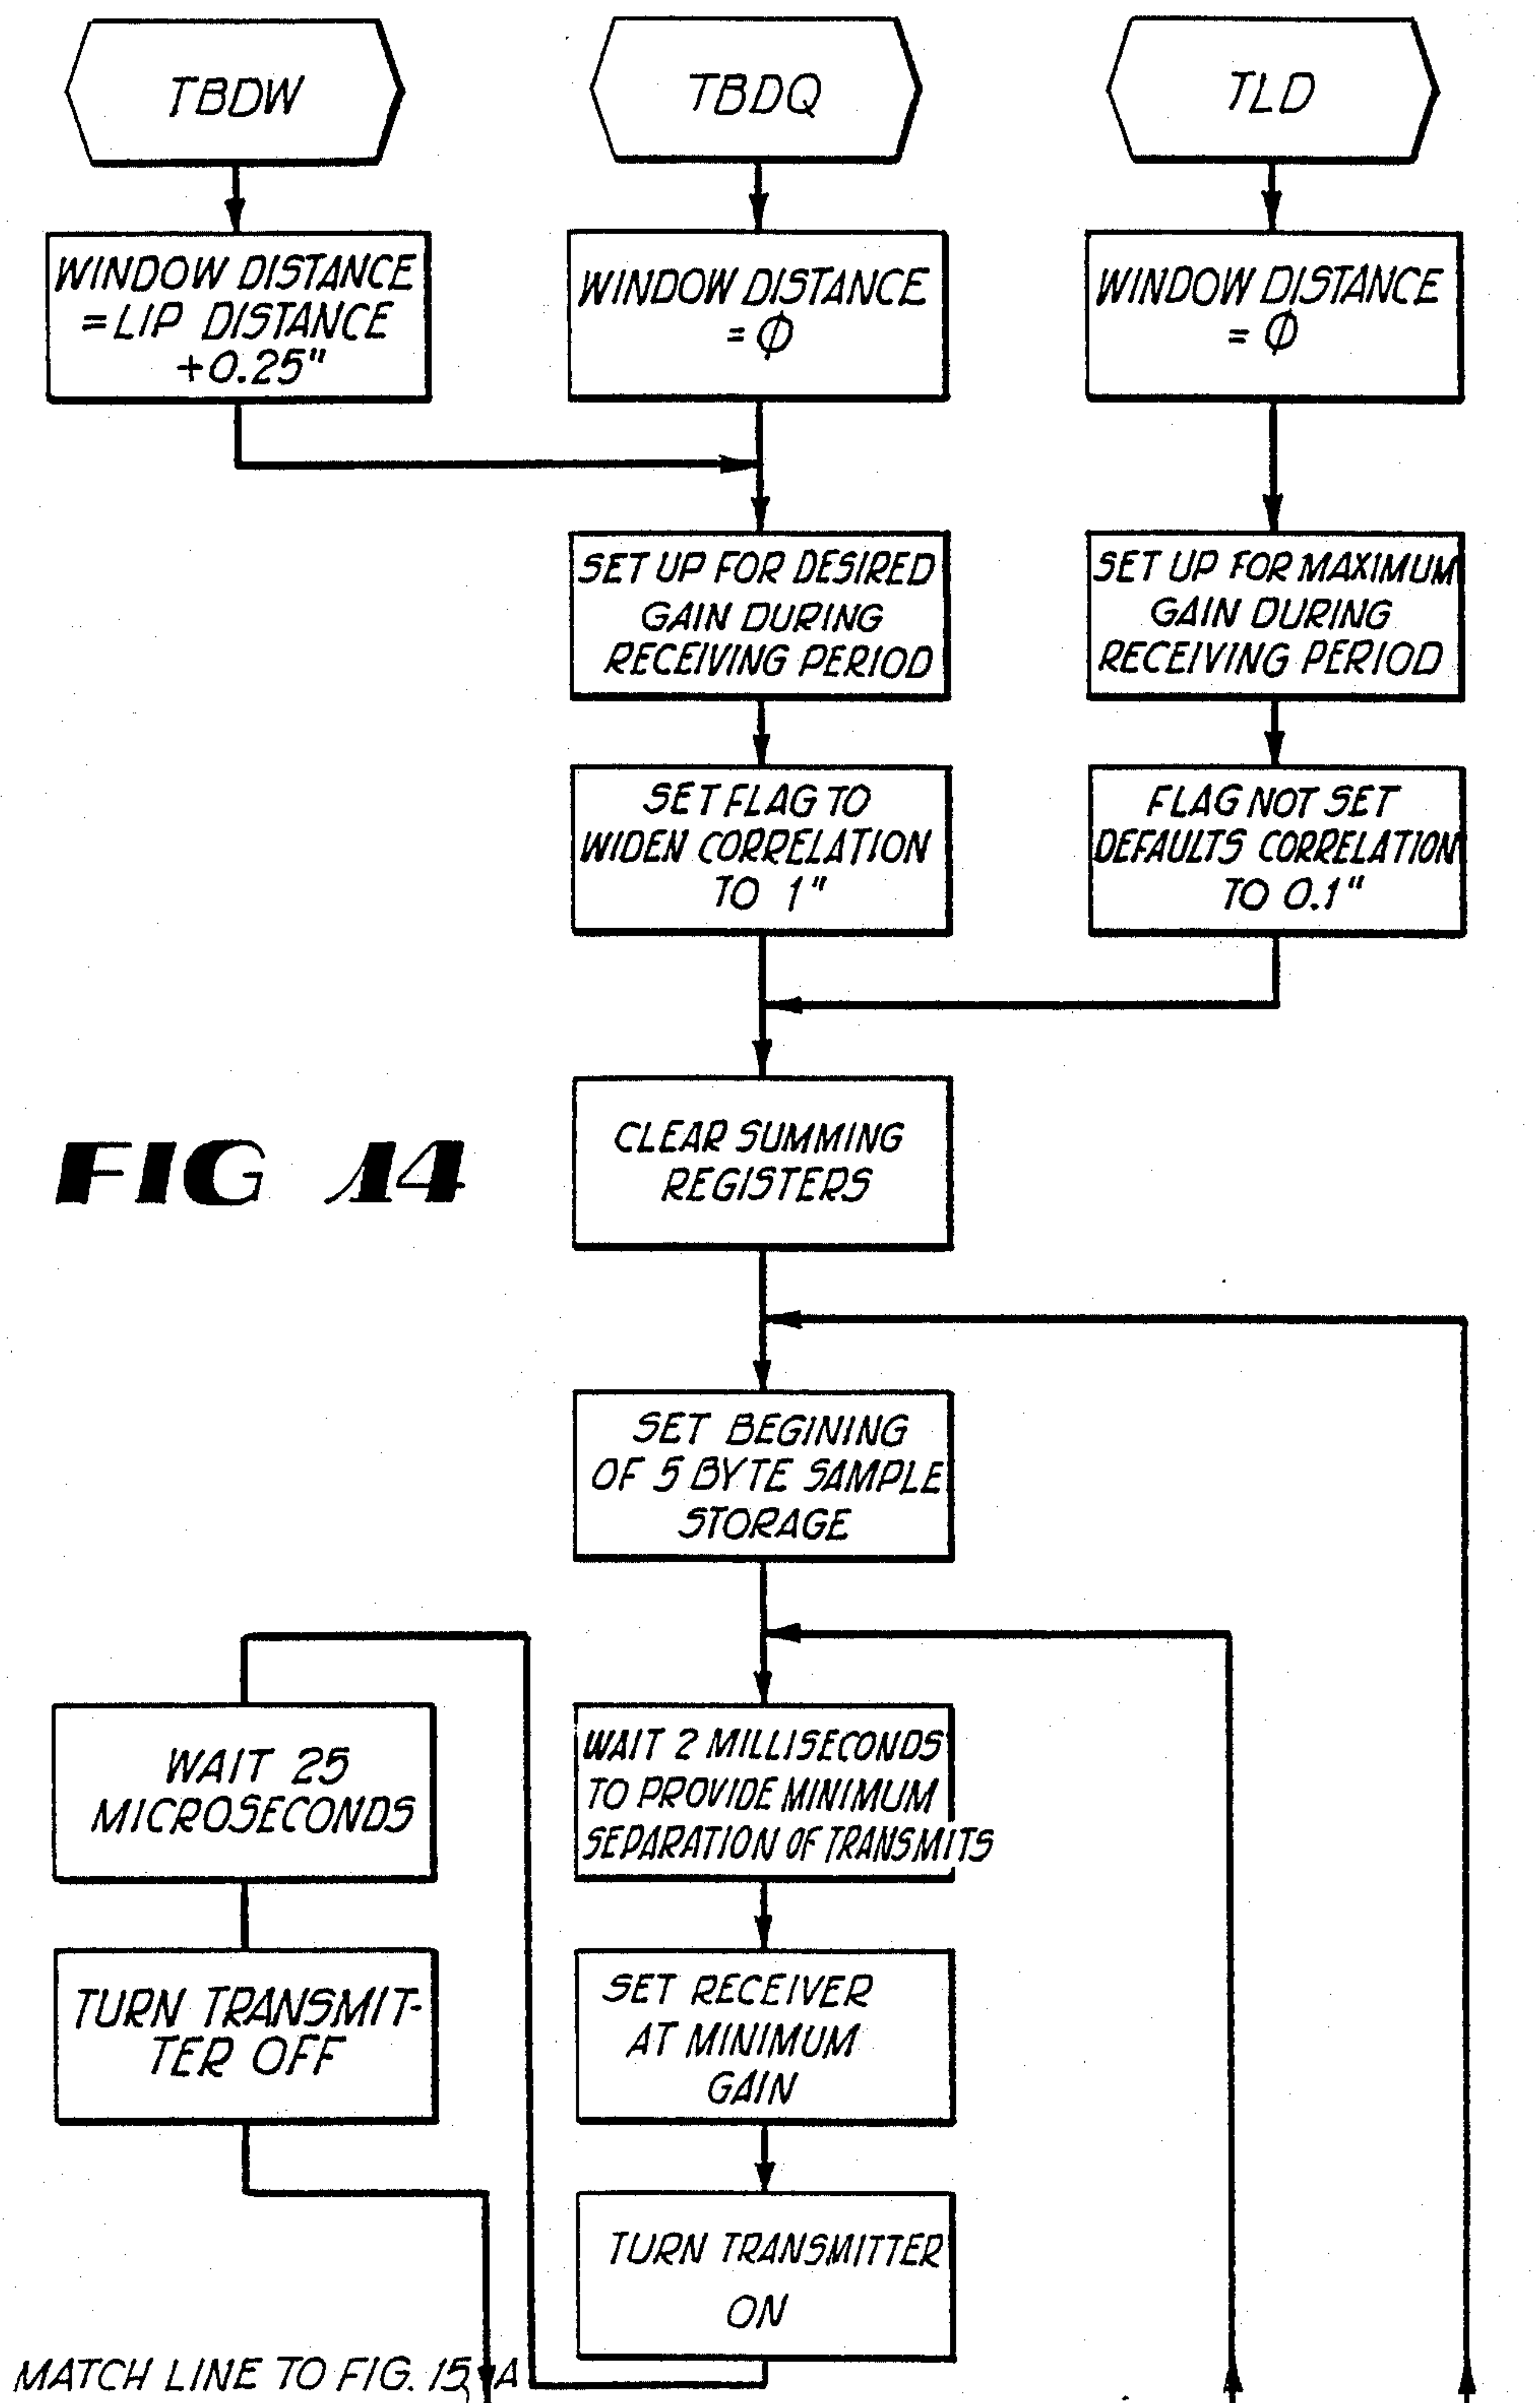 TBDW
TBDQ
TLD
WINDOW DISTANCE
=LIP DISTANCE
+0.25"
WINDOW DISTANCE
=Ø
WINDOW DISTANCE
=Ø
SET UP FOR DESIRED
GAIN DURING
RECEIVING PERIOD
SET UP FOR MAXIMUM
GAIN DURING
RECEIVING PERIOD
SET FLAG TO
WIDEN CORRELATION
TO 1"
FLAG NOT SET
DEFAULTS CORRELATION
TO 0.1"
CLEAR SUMMING
REGISTERS
FIG 14
SET BEGINING
OF 5 BYTE SAMPLE
STORAGE
WAIT 2 MILLISECONDS
TO PROVIDE MINIMUM
SEPARATION OF TRANSMITS
SET RECEIVER
AT MINIMUM
GAIN
TURN TRANSMITTER
ON
WAIT 25
MICROSECONDS
TURN TRANSMIT-
TER OFF
MATCH LINE TO FIG. 15A